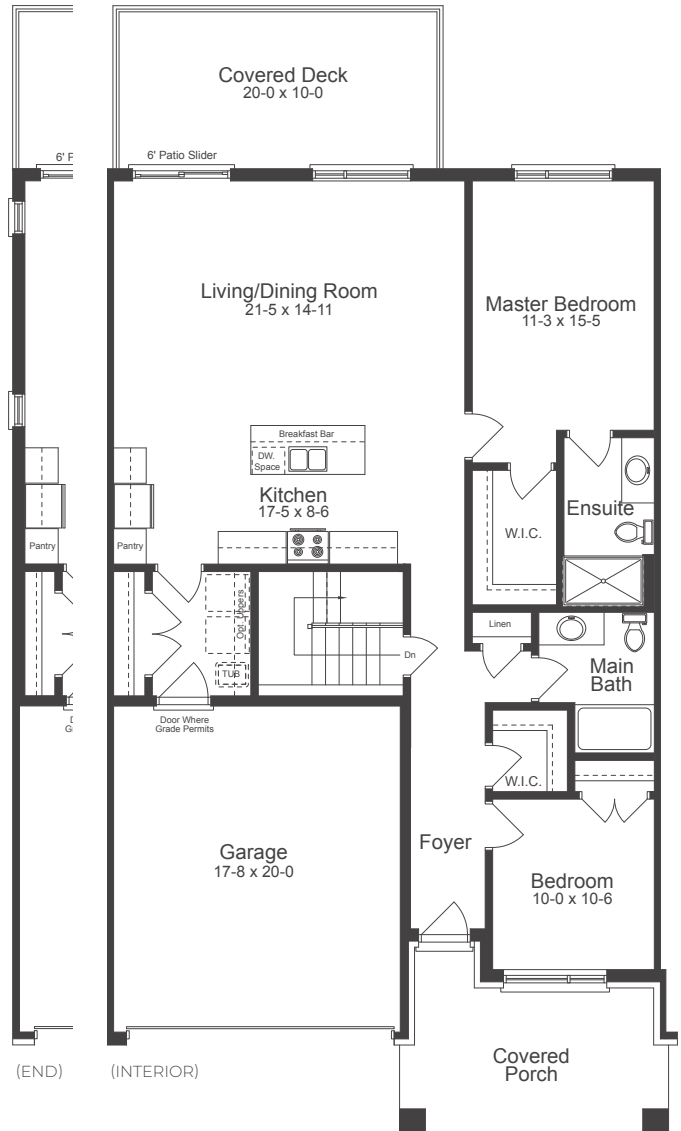 Covered Deck
20-0 x 10-0
6' P
6' Patio Slider
Living/Dining Room
21-5 x 14-11
Master Bedroom
11-3 x 15-5
Breakfast Bar
DW.
Space
Kitchen
17-5 x 8-6
Ensuite
W.I.C.
Pantry
Pantry
Opt. Uppers
TUB
Dn
Linen
Main
Bath
Door Where
Grade Permits
D
G
W.I.C.
Foyer
Garage
17-8 x 20-0
Bedroom
10-0 x 10-6
Covered
Porch
(END)
(INTERIOR)